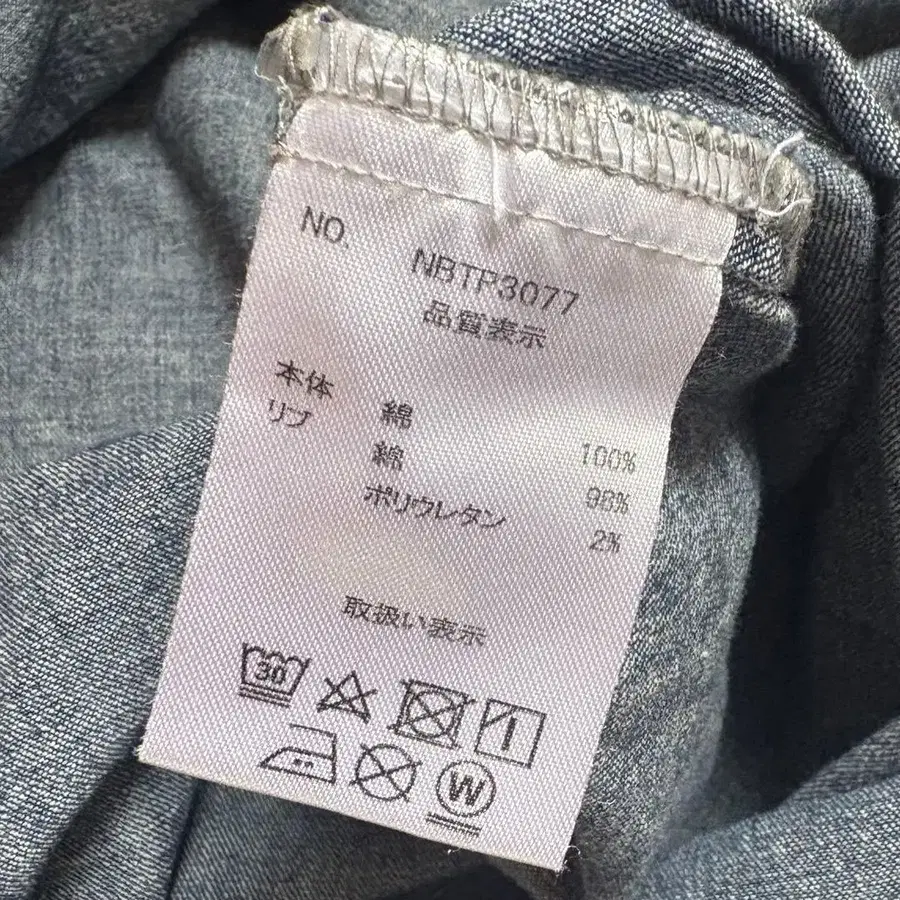 NO. NBTP3077
品質表示
本体 綿 100%
リブ 綿 98%
ポリウレタン 2%
取扱い表示
30
W